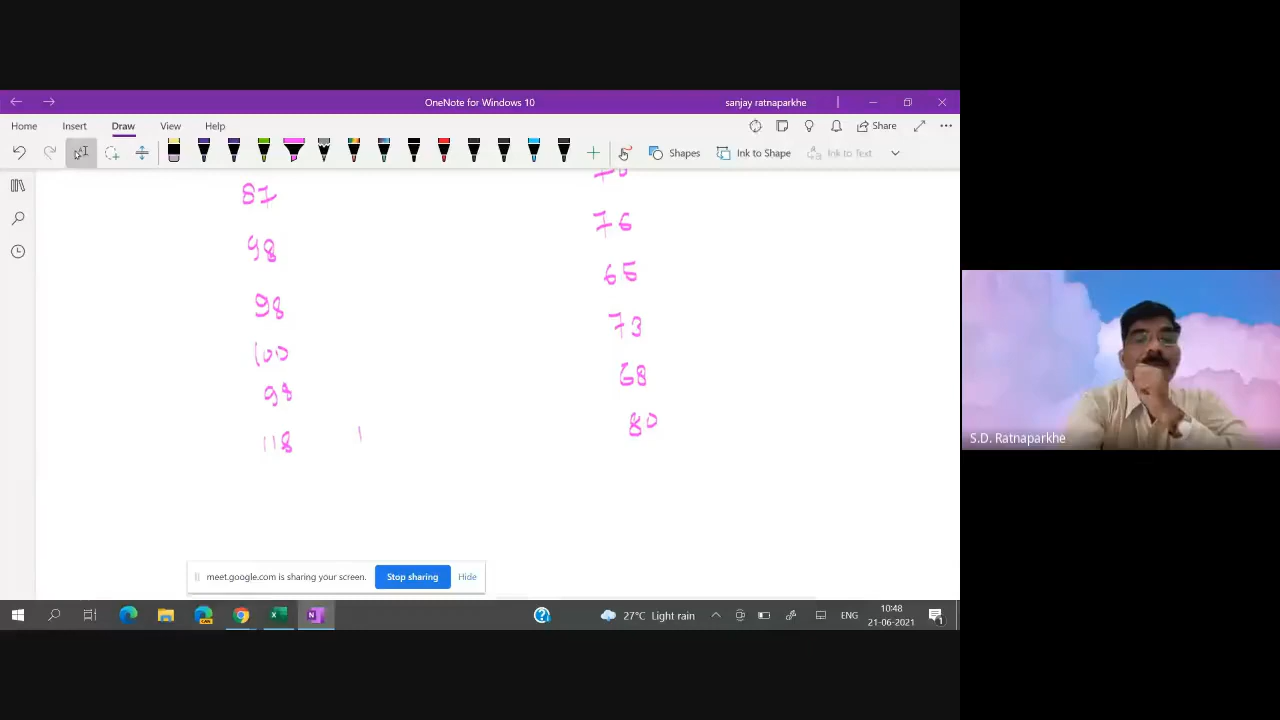 OneNote for Windows 10
sanjay ratnaparkhe
Home Insert Draw View Help
Share
Shapes
Ink to Shape
Ink to Text
87
76
98
65
98
73
100
68
98
80
118
S.D. Ratnaparkhe
meet.google.com is sharing your screen.
Stop sharing
Hide
27°C Light rain
ENG
10:48
21-06-2021